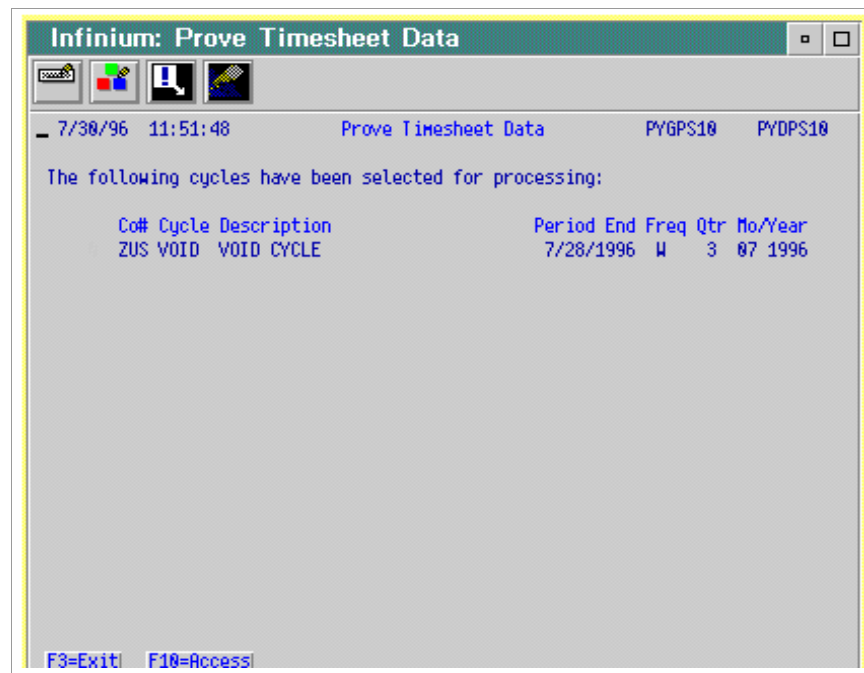 Infinium: Prove Timesheet Data
7/30/96 11:51:48 Prove Timesheet Data PYGPS10 PYDPS10
The following cycles have been selected for processing:
Co# Cycle Description Period End Freq Qtr Mo/Year
ZUS VOID VOID CYCLE 7/28/1996 W 3 07 1996
F3=Exit F10=Access